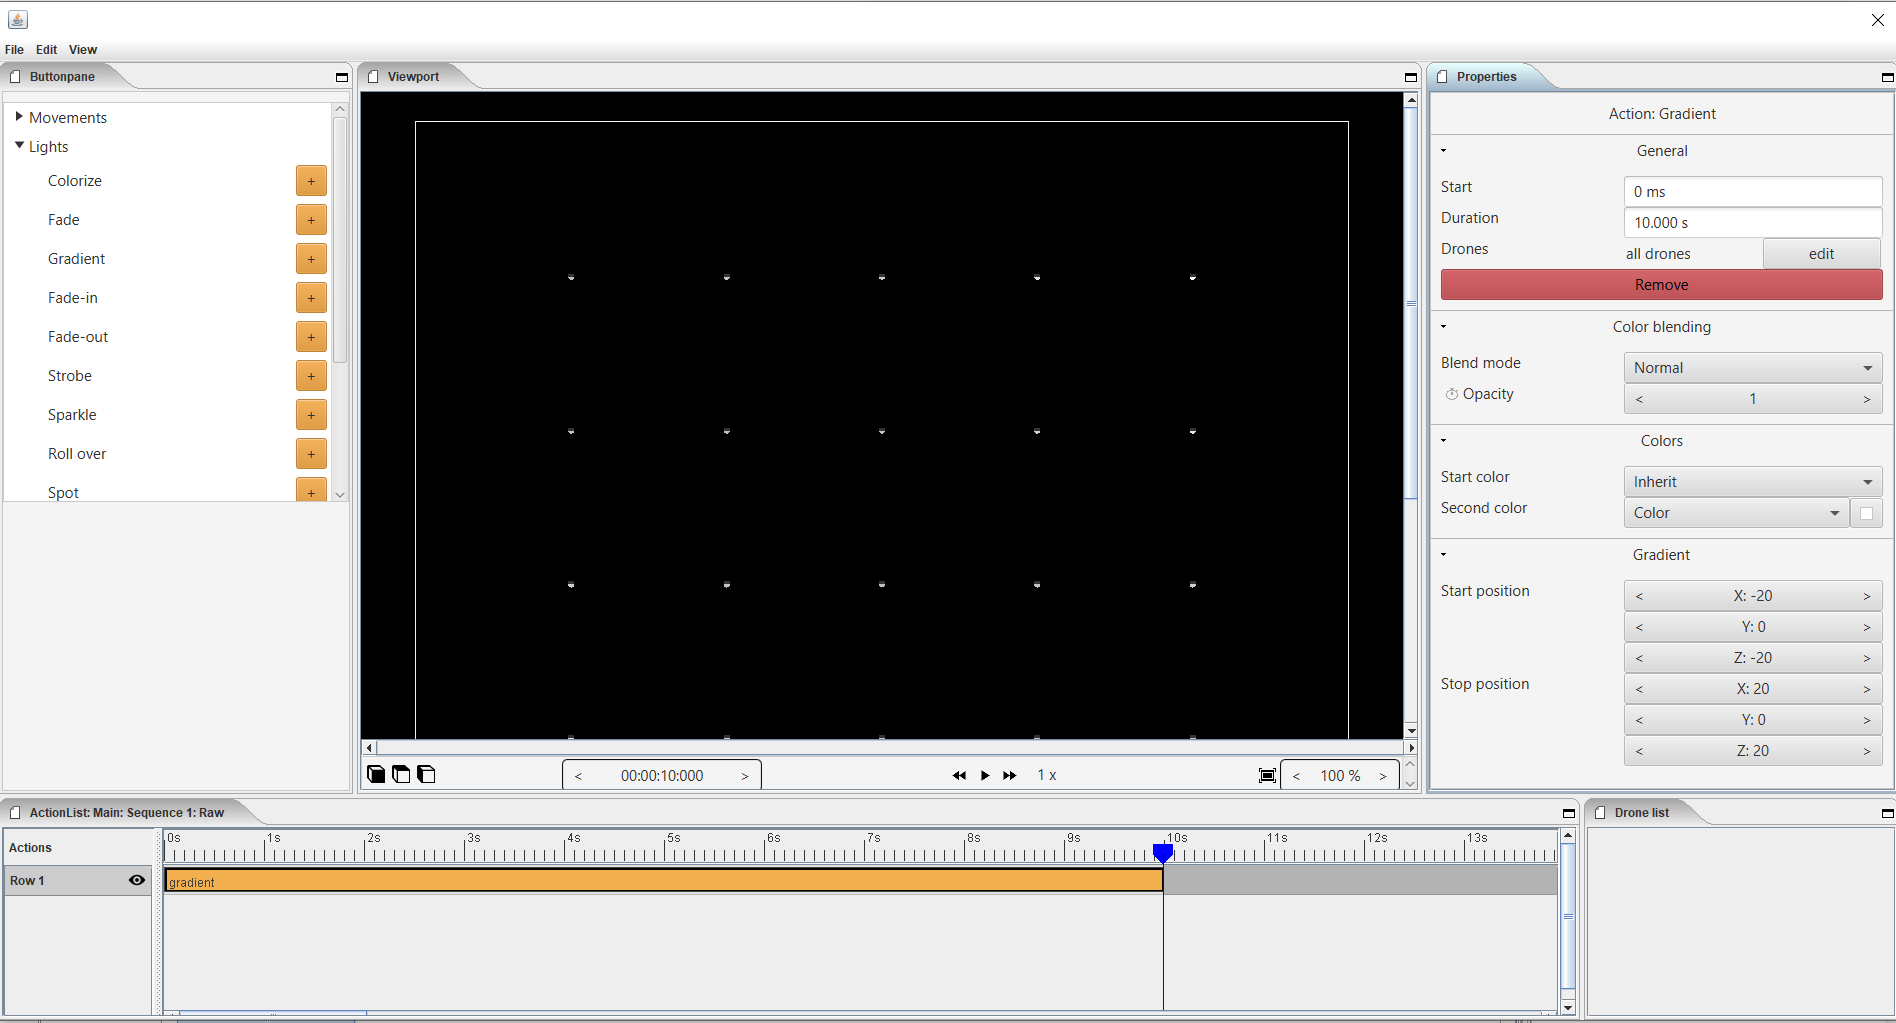 File Edit View
Buttonpane
Movements
Lights
Colorize +
Fade +
Gradient +
Fade-in +
Fade-out +
Strobe +
Sparkle +
Roll over +
Spot +
Viewport
< 00:00:10:000 >
1 x
< 100 % >
Properties
Action: Gradient
General
Start 0 ms
Duration 10.000 s
Drones all drones edit
Remove
Color blending
Blend mode Normal
Opacity < 1 >
Colors
Start color Inherit
Second color Color
Gradient
Start position < X: -20 >
< Y: 0 >
< Z: -20 >
Stop position < X: 20 >
< Y: 0 >
< Z: 20 >
ActionList: Main: Sequence 1: Raw
Actions
0s 1s 2s 3s 4s 5s 6s 7s 8s 9s 10s 11s 12s 13s
Row 1
gradient
Drone list